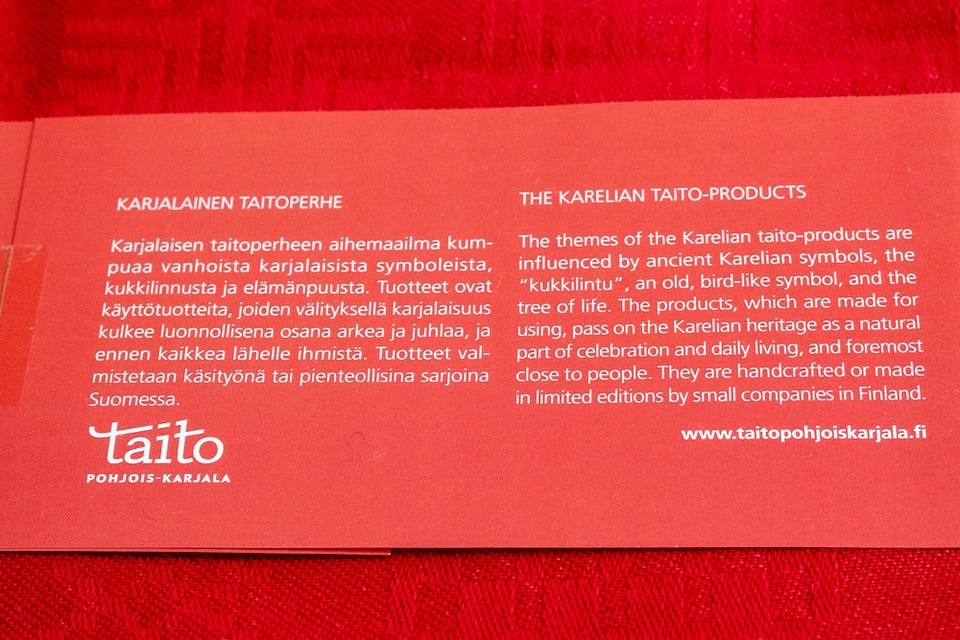 KARJALAINEN TAITOPERHE
Karjalaisen taitoperheen aihemaailma kum-
puaa vanhoista karjalaisista symboleista,
kukkilinnusta ja elämänpuusta. Tuotteet ovat
käyttötuotteita, joiden välityksellä karjalaisuus
kulkee luonnollisena osana arkea ja juhlaa, ja
ennen kaikkea lähelle ihmistä. Tuotteet val-
mistetaan käsityönä tai pienteollisina sarjoina
Suomessa.
taito
POHJOIS-KARJALA
THE KARELIAN TAITO-PRODUCTS
The themes of the Karelian taito-products are
influenced by ancient Karelian symbols, the
“kukkilintu”, an old, bird-like symbol, and the
tree of life. The products, which are made for
using, pass on the Karelian heritage as a natural
part of celebration and daily living, and foremost
close to people. They are handcrafted or made
in limited editions by small companies in Finland.
www.taitopohjoiskarjala.fi